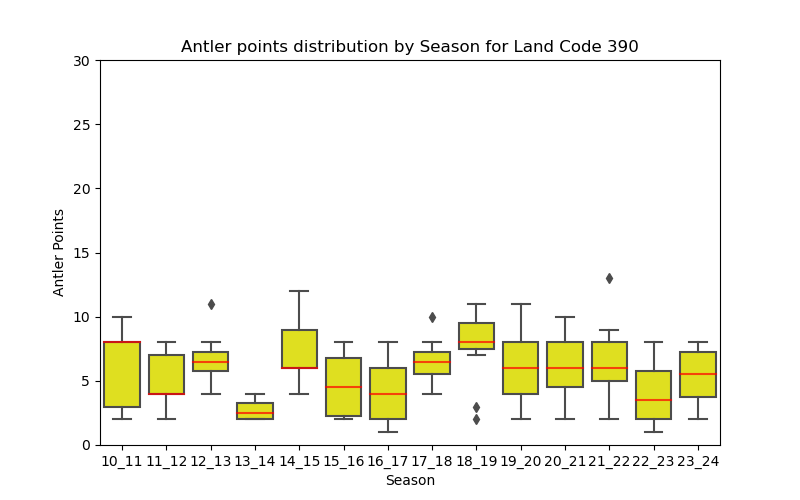 Antler points distribution by Season for Land Code 390
30
25
20
15
10
5
0
Antler Points
10_11 11_12 12_13 13_14 14_15 15_16 16_17 17_18 18_19 19_20 20_21 21_22 22_23 23_24
Season